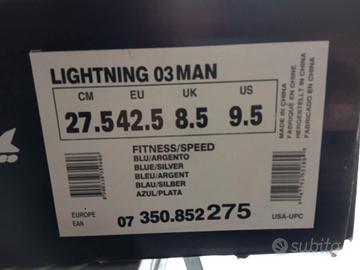 LIGHTNING 03 MAN
CM EU UK US
27.5 42.5 8.5 9.5
MADE IN CHINA
FABRIQUÉ EN CHINE
HERGESTELLT IN CHINA
FABRICADO EN CHINA
FITNESS/SPEED
BLU/ARGENTO
BLUE/SILVER
BLEU/ARGENT
BLAU/SILBER
AZUL/PLATA
EUROPE
EAN
07 350.852 275
USA-UPC
subito